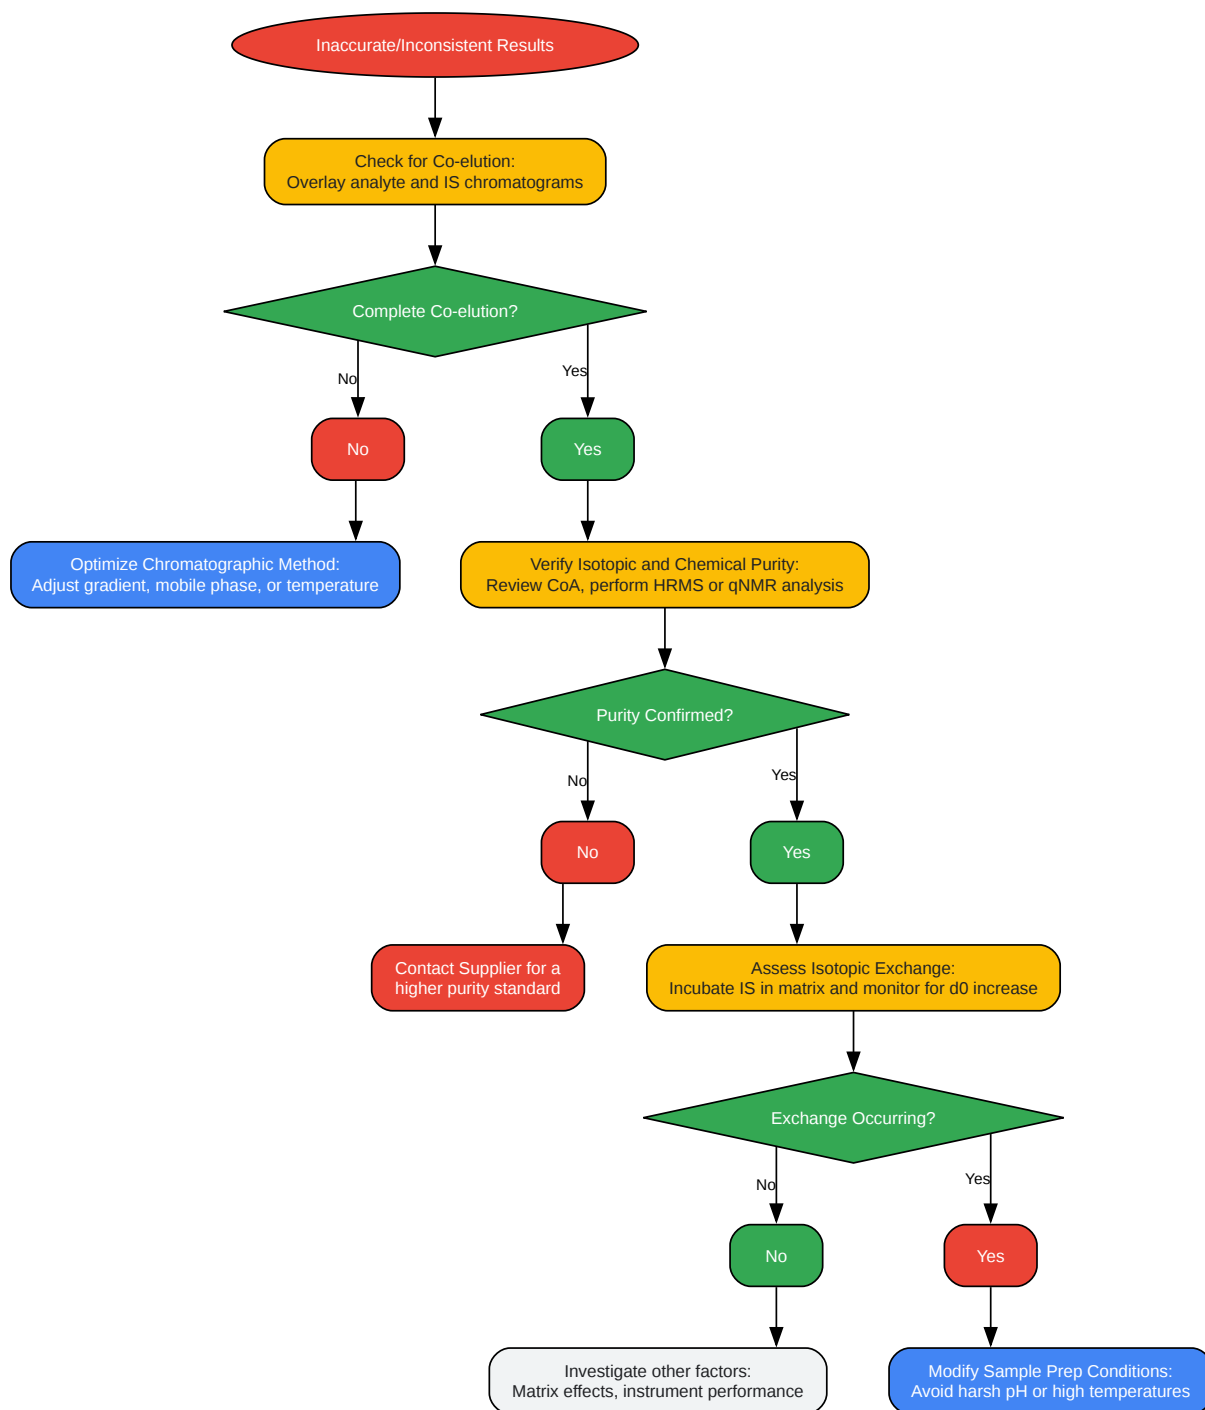 Inaccurate/Inconsistent Results
Check for Co-elution:
Overlay analyte and IS chromatograms
Complete Co-elution?
No
Yes
No
Yes
Optimize Chromatographic Method:
Adjust gradient, mobile phase, or temperature
Verify Isotopic and Chemical Purity:
Review CoA, perform HRMS or qNMR analysis
Purity Confirmed?
No
Yes
No
Yes
Contact Supplier for a
higher purity standard
Assess Isotopic Exchange:
Incubate IS in matrix and monitor for d0 increase
Exchange Occurring?
No
Yes
No
Yes
Investigate other factors:
Matrix effects, instrument performance
Modify Sample Prep Conditions:
Avoid harsh pH or high temperatures